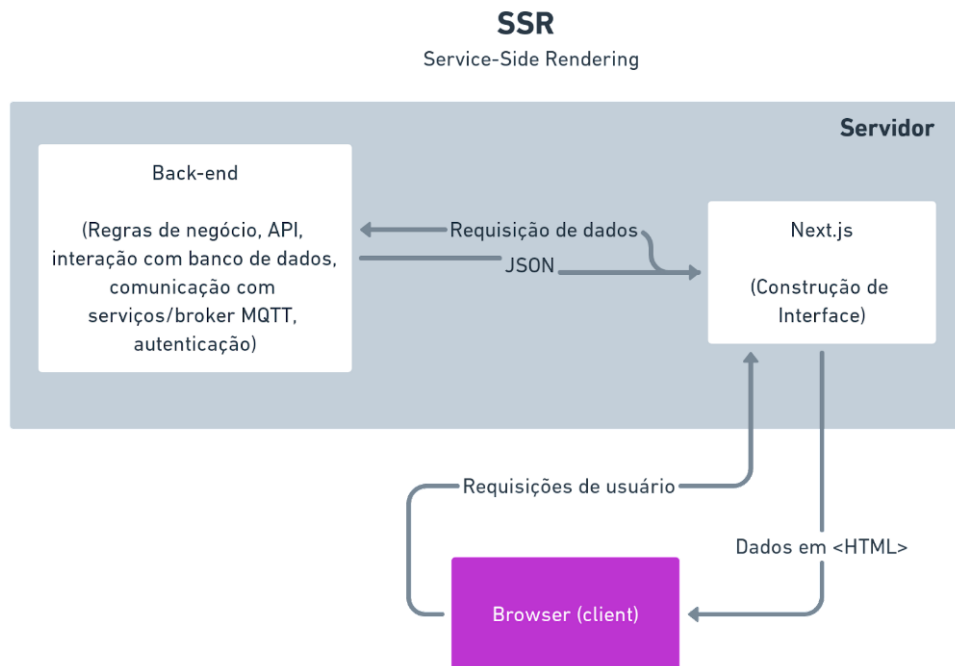 SSR
Service-Side Rendering
Servidor
Back-end
(Regras de negócio, API,
interação com banco de dados,
comunicação com
serviços/broker MQTT,
autenticação)
Requisição de dados
JSON
Next.js
(Construção de
Interface)
Requisições de usuário
Dados em <HTML>
Browser (client)